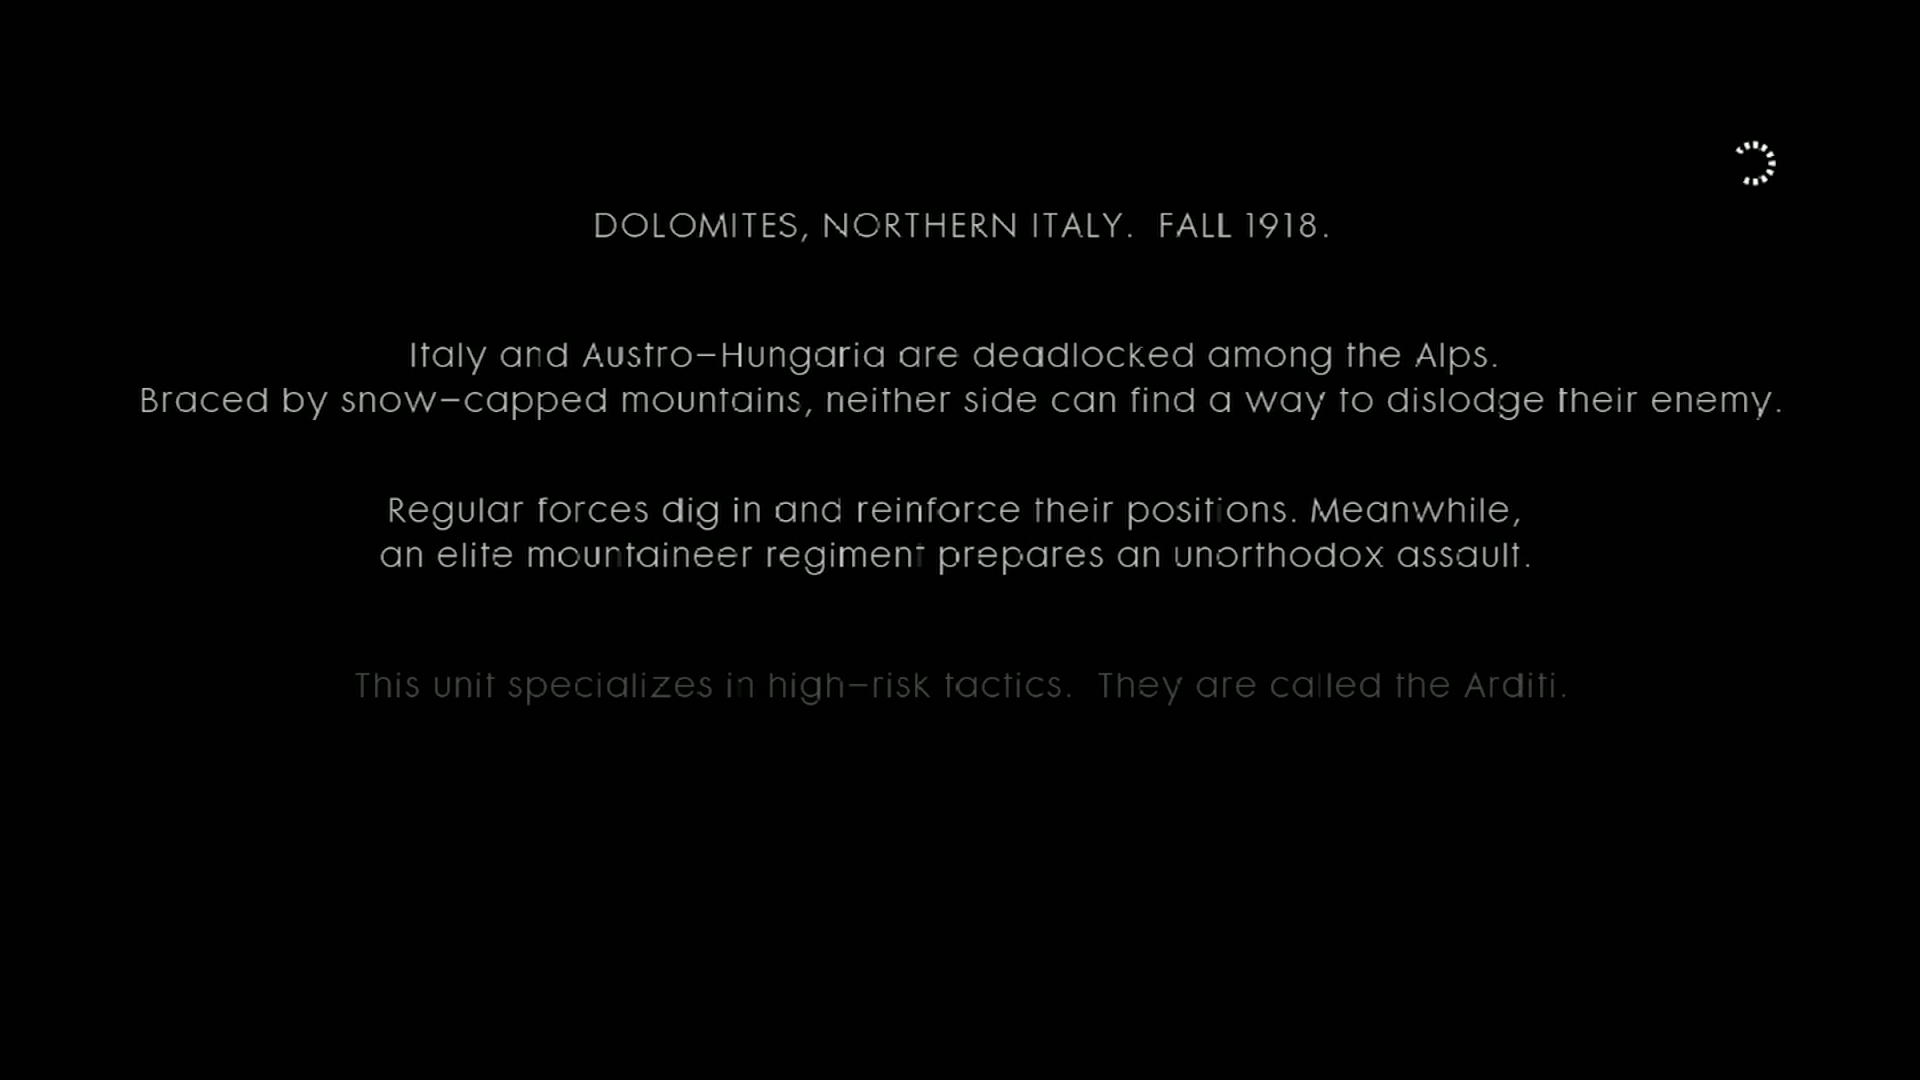 DOLOMITES, NORTHERN ITALY.  FALL 1918.
Italy and Austro-Hungaria are deadlocked among the Alps.
Braced by snow-capped mountains, neither side can find a way to dislodge their enemy.
Regular forces dig in and reinforce their positions. Meanwhile,
an elite mountaineer regiment prepares an unorthodox assault.
This unit specializes in high-risk tactics.  They are called the Arditi.